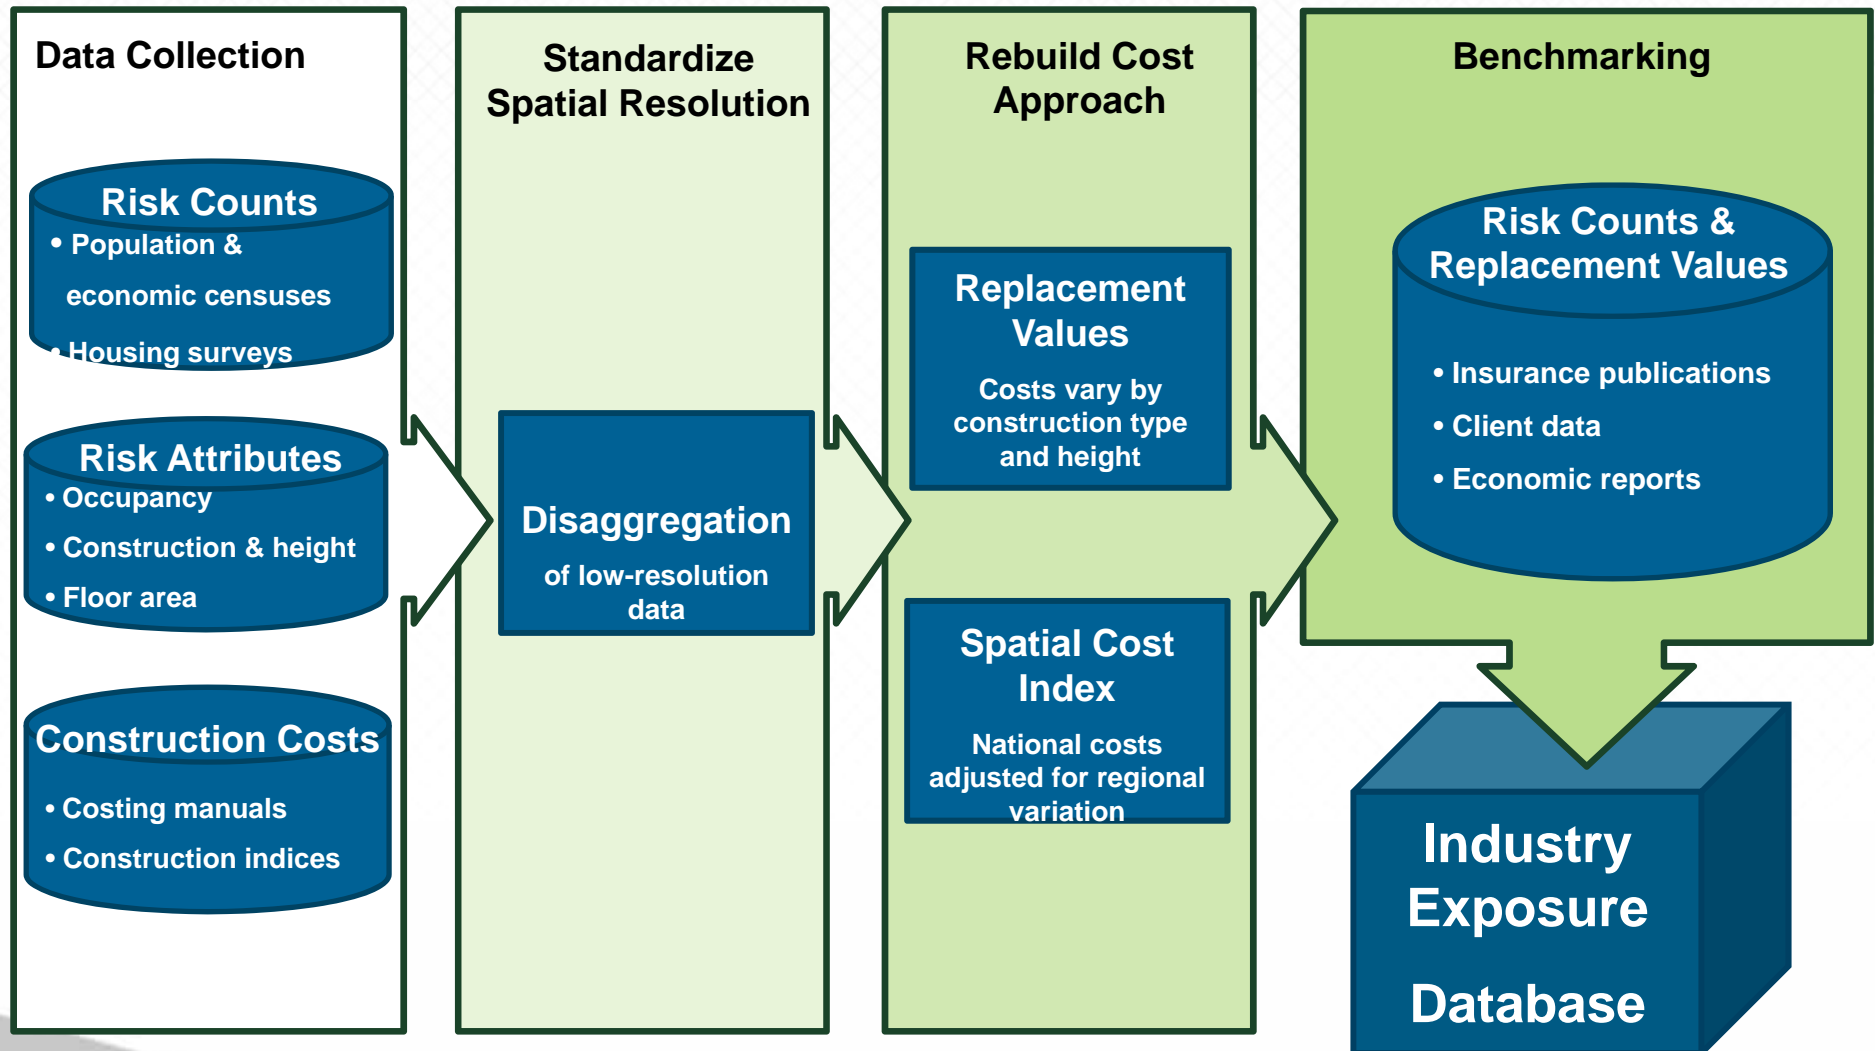 Data Collection
Risk Counts
• Population &
economic censuses
• Housing surveys
Risk Attributes
• Occupancy
• Construction & height
• Floor area
Construction Costs
• Costing manuals
• Construction indices
Standardize
Spatial Resolution
Disaggregation
of low-resolution
data
Rebuild Cost
Approach
Replacement
Values
Costs vary by
construction type
and height
Spatial Cost
Index
National costs
adjusted for regional
variation
Benchmarking
Risk Counts &
Replacement Values
• Insurance publications
• Client data
• Economic reports
Industry
Exposure
Database